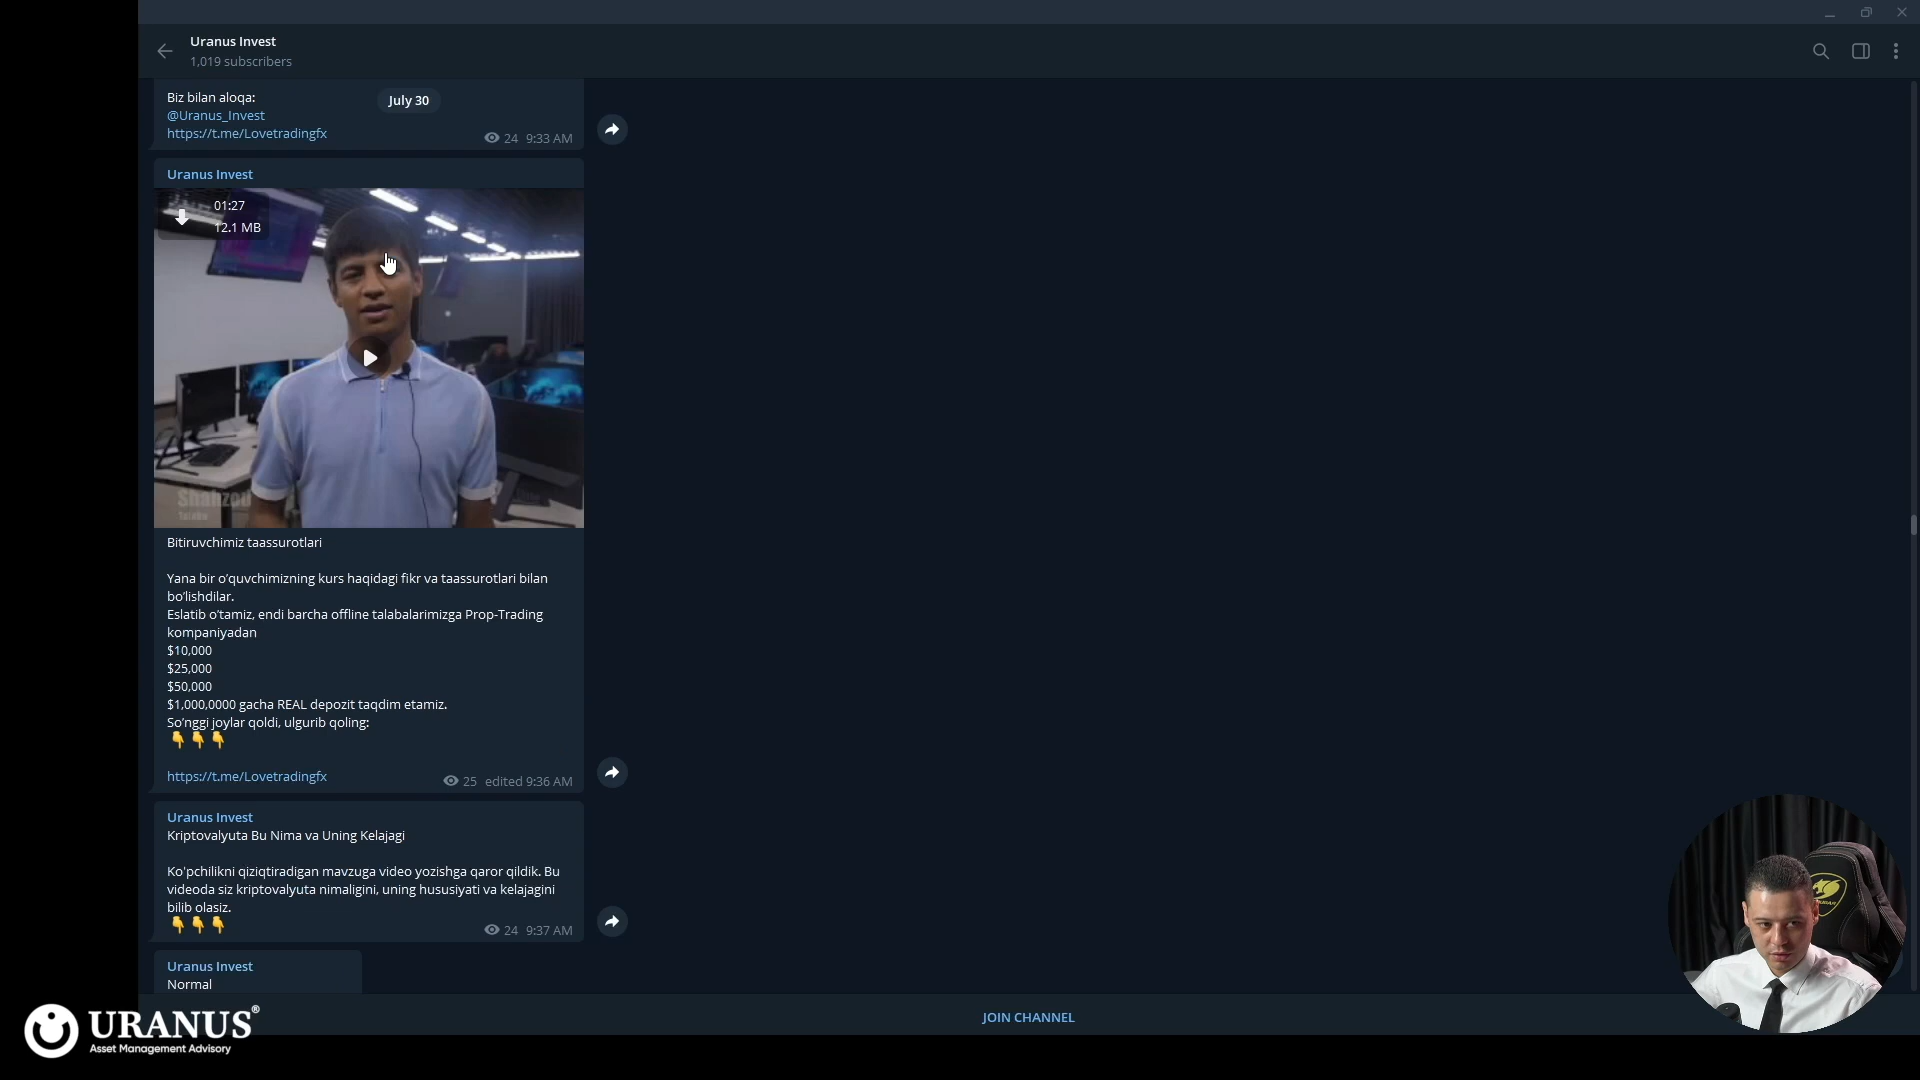 Uranus Invest
1,019 subscribers
Biz bilan aloqa:
@Uranus_Invest
https://t.me/Lovetradingfx
24 9:33 AM
July 30
Uranus Invest
01:27
12.1 MB
Shahzod
Bitiruvchimiz taassurotlari
Yana bir o'quvchimizning kurs haqidagi fikr va taassurotlari bilan
bo'lishdilar.
Eslatib o'tamiz, endi barcha offline talabalarimizga Prop-Trading
kompaniyadan
$10,000
$25,000
$50,000
$1,000,0000 gacha REAL depozit taqdim etamiz.
So'nggi joylar qoldi, ulgurib qoling:
👇👇👇
https://t.me/Lovetradingfx
25 edited 9:36 AM
Uranus Invest
Kriptovalyuta Bu Nima va Uning Kelajagi
Ko'pchilikni qiziqtiradigan mavzuga video yozishga qaror qildik. Bu
videoda siz kriptovalyuta nimaligini, uning hususiyati va kelajagini
bilib olasiz.
👇👇👇
24 9:37 AM
Uranus Invest
Normal
JOIN CHANNEL
URANUS®
Asset Management Advisory